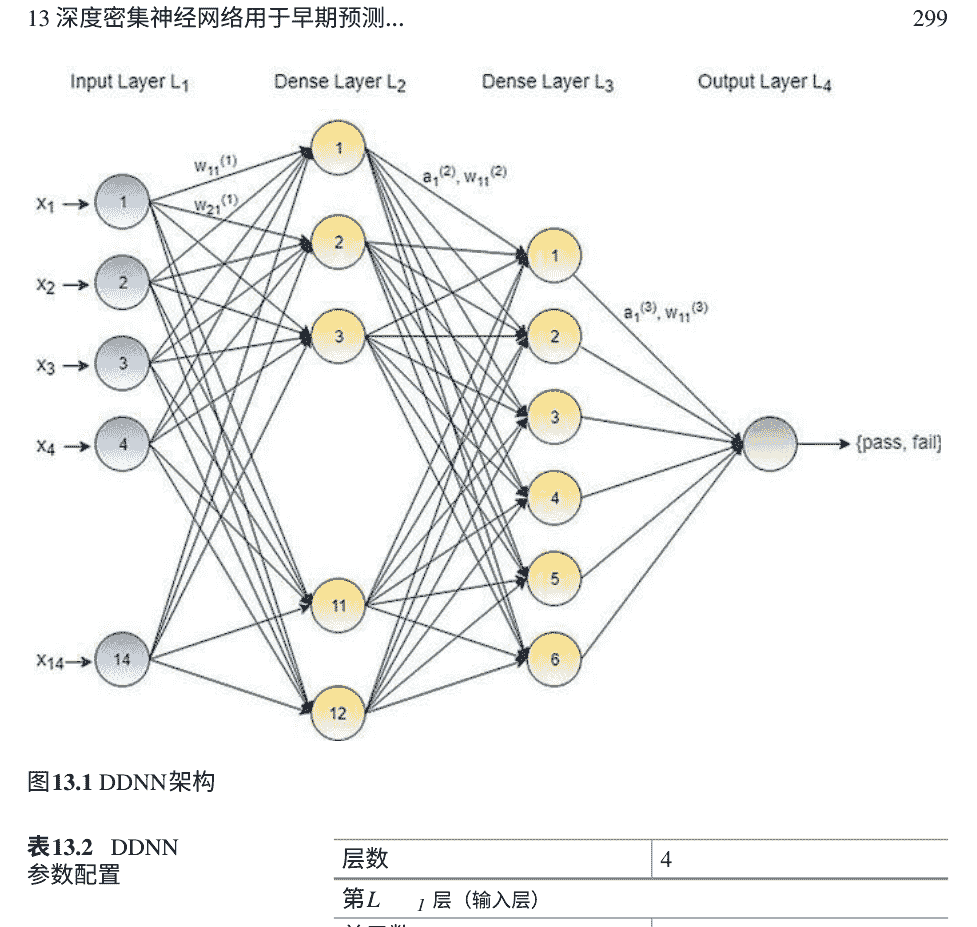 13 深度密集神经网络用于早期预测... 299
Input Layer L1 Dense Layer L2 Dense Layer L3 Output Layer L4
w11(1)
w21(1)
a1(2), w11(2)
a1(3), w11(3)
x1
x2
x3
x4
x14
1
2
3
4
14
1
2
3
11
12
1
2
3
4
5
6
{pass, fail}
图13.1 DDNN架构
表13.2 DDNN
参数配置
层数 4
第L 1 层（输入层）